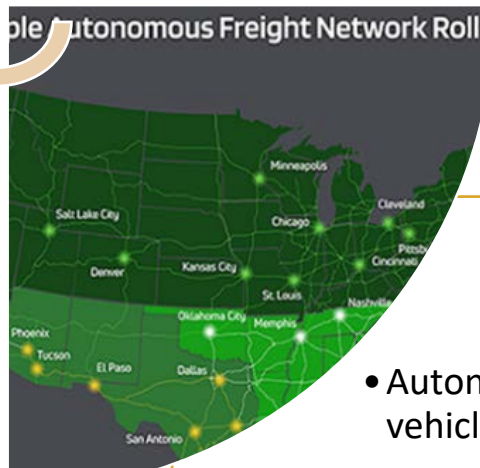 ple Autonomous Freight Network Roll
Minneapolis
Cleveland
Salt Lake City
Chicago
Pittsb
Denver
Kansas City
Cincinnati
St. Louis
Nashville
Oklahoma City
Memphis
Phoenix
Tucson
El Paso
Dallas
San Antonio
• Auton
vehicl